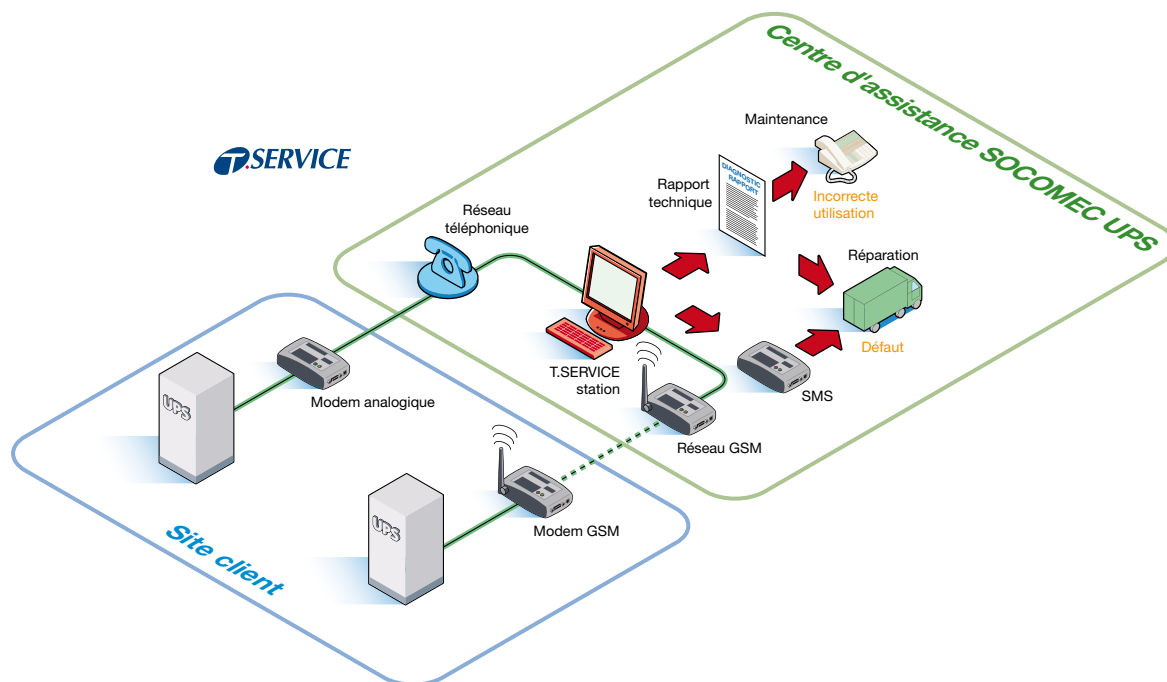 Centre d'assistance SOCOMEC UPS
T.SERVICE
Maintenance
DIAGNOSTIC
RAPPORT
Rapport
technique
Incorrecte
utilisation
Réseau
téléphonique
Réparation
Défaut
T.SERVICE
station
SMS
Réseau GSM
Modem analogique
UPS
Modem GSM
UPS
Site client